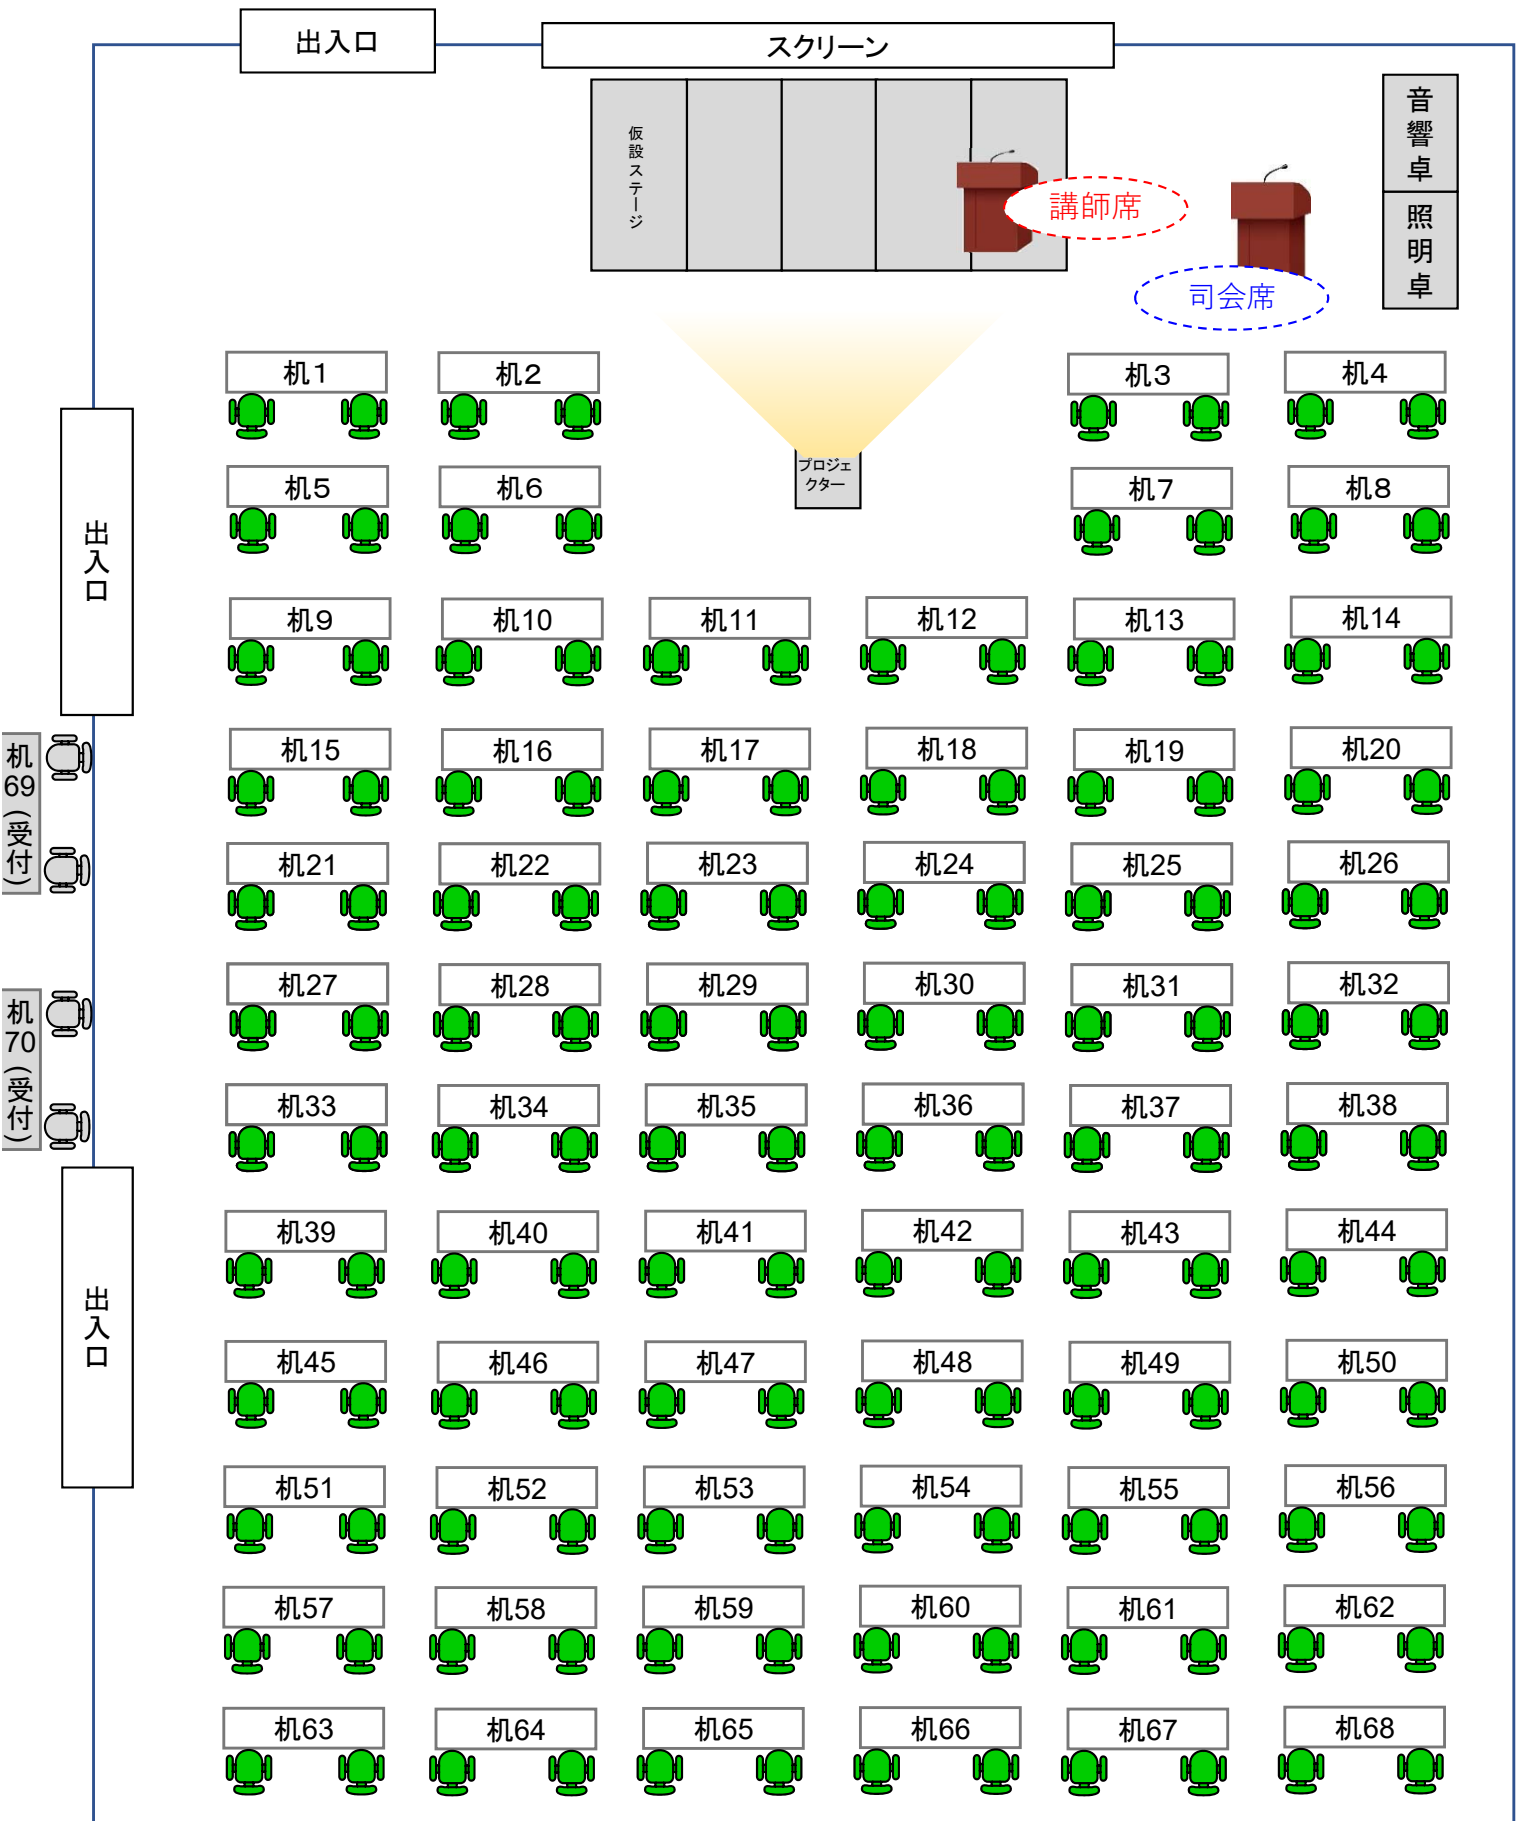 出入口
スクリーン
仮設ステージ
音響卓
講師席
照明卓
司会席
机１
机２
机３
机４
プロジェ
クター
机５
机６
机７
机８
出入口
机９
机10
机11
机12
机13
机14
机15
机16
机17
机18
机19
机20
机69（受付）
机21
机22
机23
机24
机25
机26
机27
机28
机29
机30
机31
机32
机70（受付）
机33
机34
机35
机36
机37
机38
机39
机40
机41
机42
机43
机44
出入口
机45
机46
机47
机48
机49
机50
机51
机52
机53
机54
机55
机56
机57
机58
机59
机60
机61
机62
机63
机64
机65
机66
机67
机68